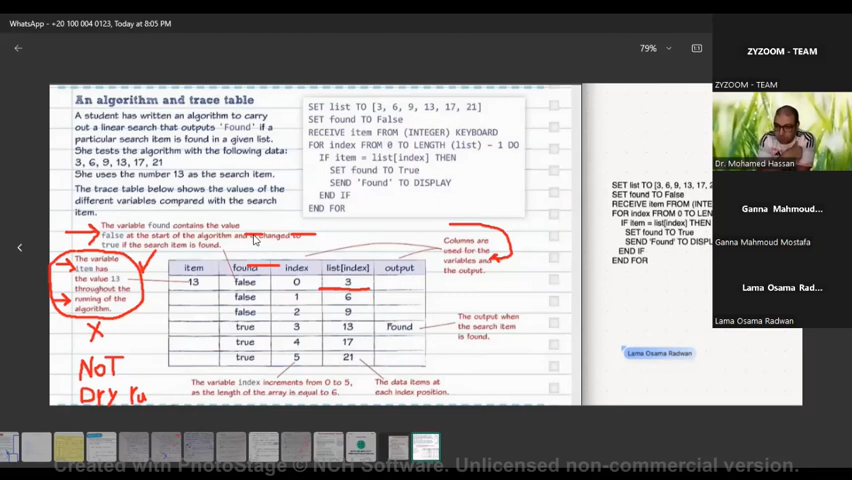 WhatsApp - +20 100 004 0123, Today at 8:05 PM
79%
An algorithm and trace table
A student has written an algorithm to carry
out a linear search that outputs 'Found' if a
particular search item is found in a given list.
She tests the algorithm with the following data:
3, 6, 9, 13, 17, 21
She uses the number 13 as the search item.
The trace table below shows the values of the
different variables compared with the search
item.
SET list TO [3, 6, 9, 13, 17, 21]
SET found TO False
RECEIVE item FROM (INTEGER) KEYBOARD
FOR index FROM 0 TO LENGTH (list) – 1 DO
IF item = list[index] THEN
SET found TO True
SEND 'Found' TO DISPLAY
END IF
END FOR
The variable found contains the value
false at the start of the algorithm and is changed to
true if the search item is found.
Columns are
used for the
variables and
the output.
The variable
item has
the value 13
throughout the
running of the
algorithm.
item found index list[index] output
13 false 0 3
false 1 6
false 2 9
true 3 13 Found
true 4 17
true 5 21
The output when
the search item
is found.
The variable index increments from 0 to 5,
as the length of the array is equal to 6.
The data items at
each index position.
X
NOT
Dry ru
SET list TO [3, 6, 9, 13, 17, 2
SET found TO False
RECEIVE item FROM (INTE
FOR index FROM 0 TO LEN
IF item = list[index] THEN
SET found TO True
SEND 'Found' TO DISPL
END IF
END FOR
Lama Osama Radwan
ZYZOOM - TEAM
ZYZOOM - TEAM
Dr. Mohamed Hassan
Ganna Mahmoud ...
Ganna Mahmoud Mostafa
Lama Osama Rad...
Lama Osama Radwan
Created with PhotoStage © NCH Software. Unlicensed non-commercial version.